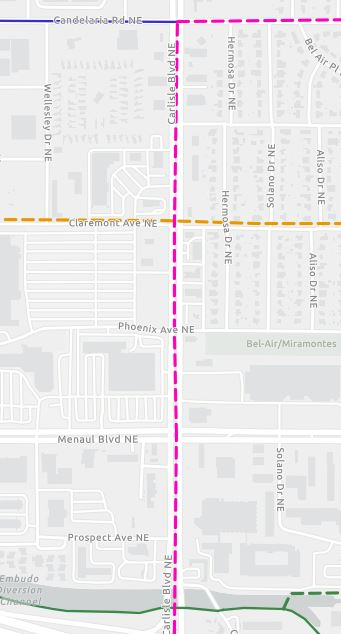 Candelaria Rd NE
Carlisle Blvd NE
Hermosa Dr NE
Bel Air Pl
Wellesley Dr NE
Solano Dr NE
Aliso Dr NE
Claremont Ave NE
Hermosa Dr NE
Aliso Dr NE
Phoenix Ave NE
Bel-Air/Miramontes
Menaul Blvd NE
Solano Dr NE
Prospect Ave NE
Carlisle Blvd NE
Embudo
Diversion
Channel